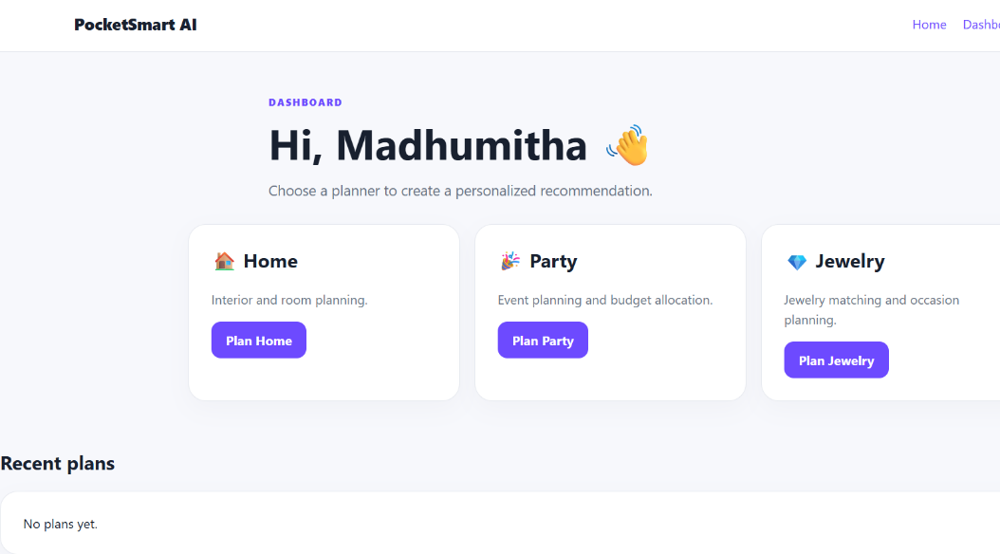 PocketSmart AI
Home
DASHBOARD
Hi, Madhumitha 👋
Choose a planner to create a personalized recommendation.
🏠 Home
Interior and room planning.
Plan Home
🎉 Party
Event planning and budget allocation.
Plan Party
💎 Jewelry
Jewelry matching and occasion
planning.
Plan Jewelry
Recent plans
No plans yet.